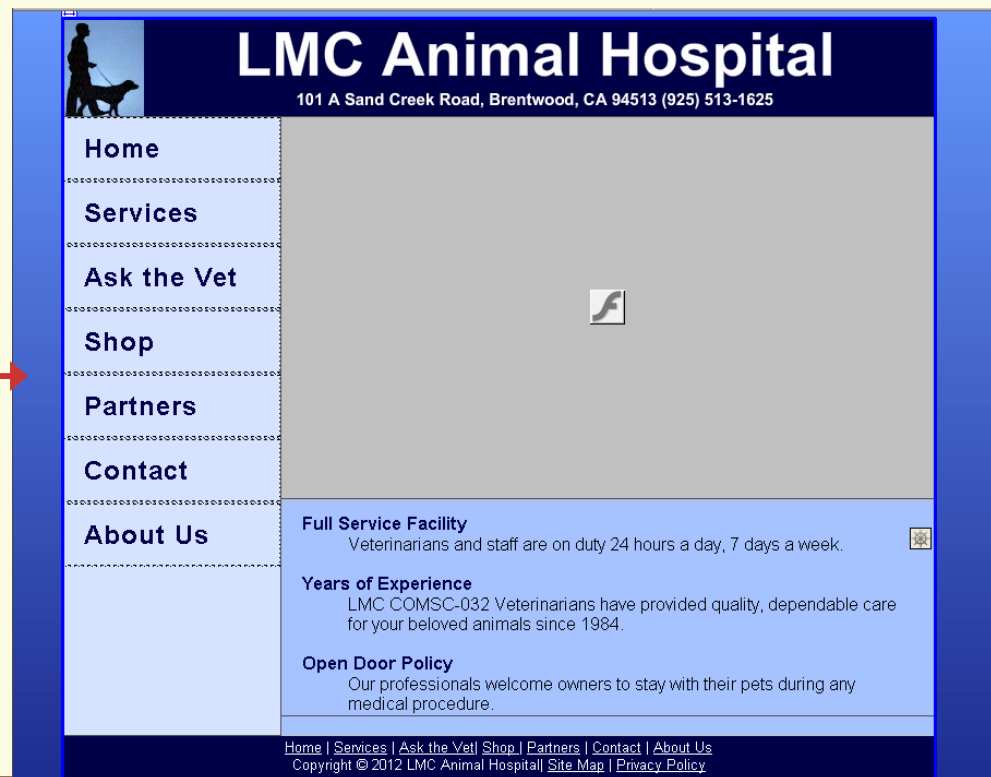 LMC Animal Hospital
101 A Sand Creek Road, Brentwood, CA 94513 (925) 513-1625
Home
Services
Ask the Vet
Shop
Partners
Contact
About Us
Full Service Facility
Veterinarians and staff are on duty 24 hours a day, 7 days a week.
Years of Experience
LMC COMSC-032 Veterinarians have provided quality, dependable care
for your beloved animals since 1984.
Open Door Policy
Our professionals welcome owners to stay with their pets during any
medical procedure.
Home | Services | Ask the Vet| Shop | Partners | Contact | About Us
Copyright © 2012 LMC Animal Hospital| Site Map | Privacy Policy